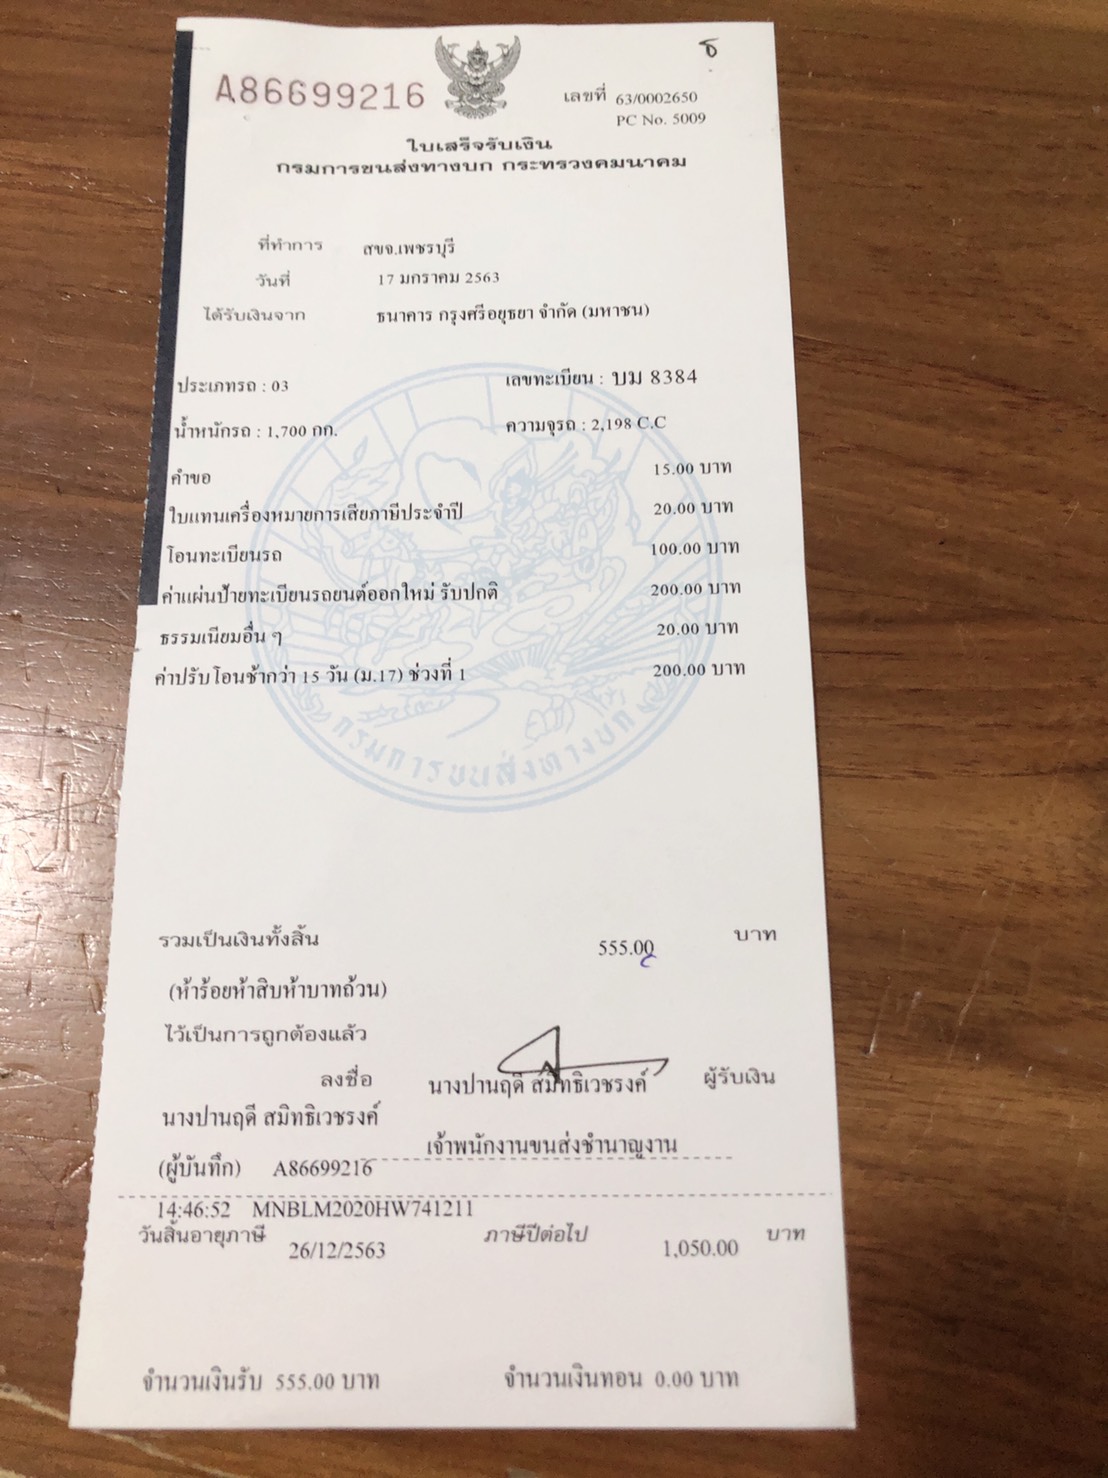 A86699216
เลขที่ 63/0002650
PC No. 5009
ใบเสร็จรับเงิน
กรมการขนส่งทางบก กระทรวงคมนาคม
ที่ทำการ สขจ.เพชรบุรี
วันที่ 17 มกราคม 2563
ได้รับเงินจาก ธนาคาร กรุงศรีอยุธยา จำกัด (มหาชน)
ประเภทรถ : 03 เลขทะเบียน : บม 8384
น้ำหนักรถ : 1,700 กก. ความจุรถ : 2,198 C.C
คำขอ 15.00 บาท
ใบแทนเครื่องหมายการเสียภาษีประจำปี 20.00 บาท
โอนทะเบียนรถ 100.00 บาท
ค่าแผ่นป้ายทะเบียนรถยนต์ออกใหม่ รับปกติ 200.00 บาท
ธรรมเนียมอื่น ๆ 20.00 บาท
ค่าปรับโอนช้ากว่า 15 วัน (ม.17) ช่วงที่ 1 200.00 บาท
กรมการขนส่งทางบก
รวมเป็นเงินทั้งสิ้น 555.00 บาท
(ห้าร้อยห้าสิบห้าบาทถ้วน)
ไว้เป็นการถูกต้องแล้ว
ลงชื่อ นางปานฤดี สมิทธิเวชรงค์ ผู้รับเงิน
นางปานฤดี สมิทธิเวชรงค์
เจ้าพนักงานขนส่งชำนาญงาน
(ผู้บันทึก) A86699216
14:46:52 MNBLM2020HW741211
วันสิ้นอายุภาษี 26/12/2563 ภาษีปีต่อไป 1,050.00 บาท
จำนวนเงินรับ 555.00 บาท จำนวนเงินทอน 0.00 บาท